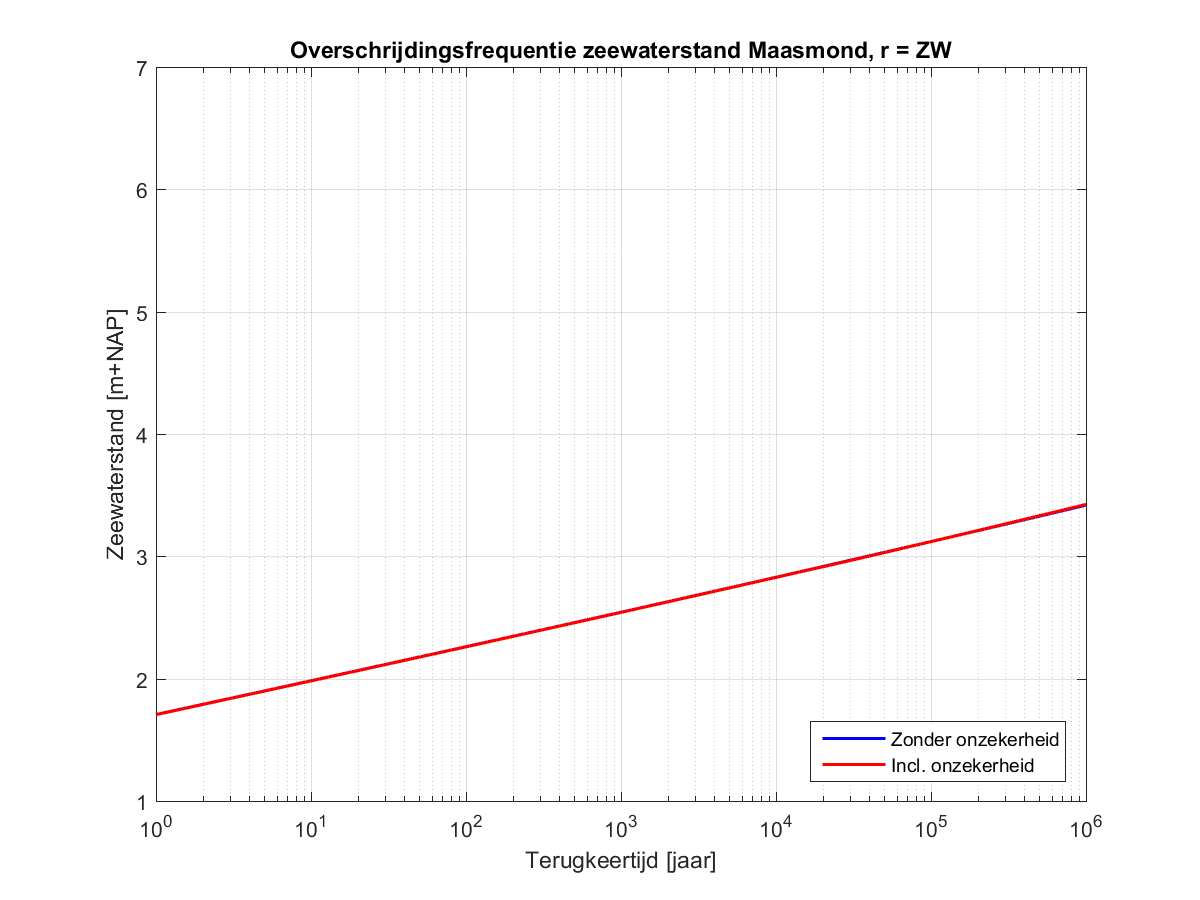 Overschrijdingsfrequentie zeewaterstand Maasmond, r = ZW
Zeewaterstand [m+NAP]
7
6
5
4
3
2
1
10^0 10^1 10^2 10^3 10^4 10^5 10^6
Terugkeertijd [jaar]
Zonder onzekerheid
Incl. onzekerheid